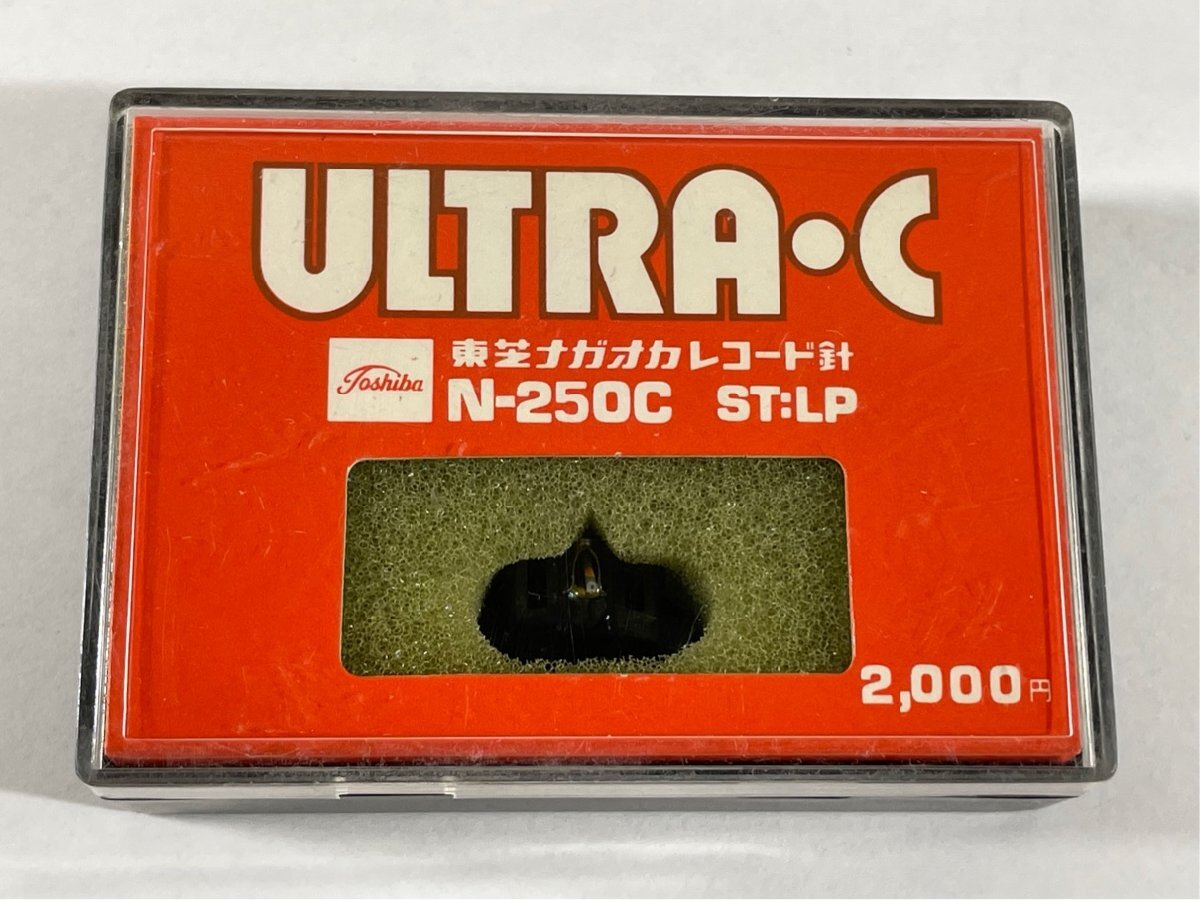 ULTRA•C
Toshiba
東芝ナガオカレコード針
N-250C ST:LP
2,000円